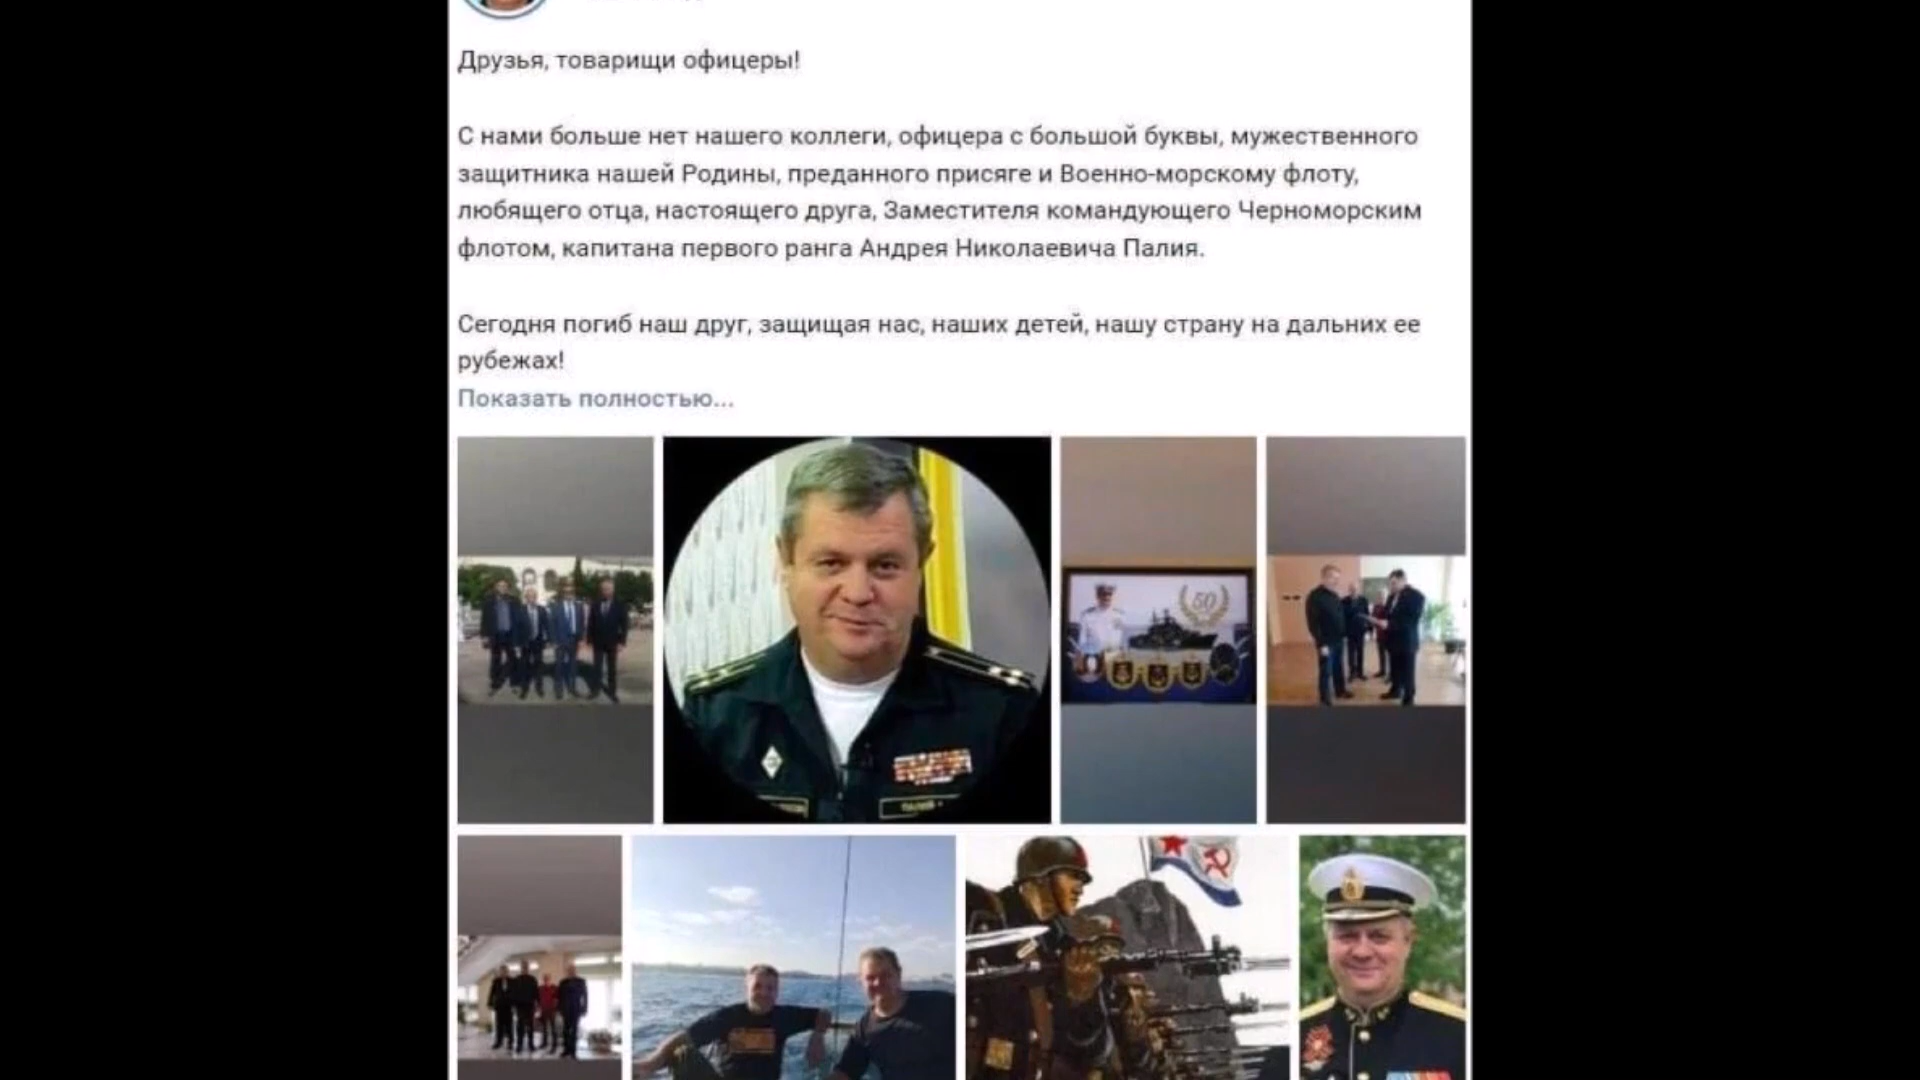 Друзья, товарищи офицеры!
С нами больше нет нашего коллеги, офицера с большой буквы, мужественного
защитника нашей Родины, преданного присяге и Военно-морскому флоту,
любящего отца, настоящего друга, Заместителя командующего Черноморским
флотом, капитана первого ранга Андрея Николаевича Палия.
Сегодня погиб наш друг, защищая нас, наших детей, нашу страну на дальних ее
рубежах!
Показать полностью...
50